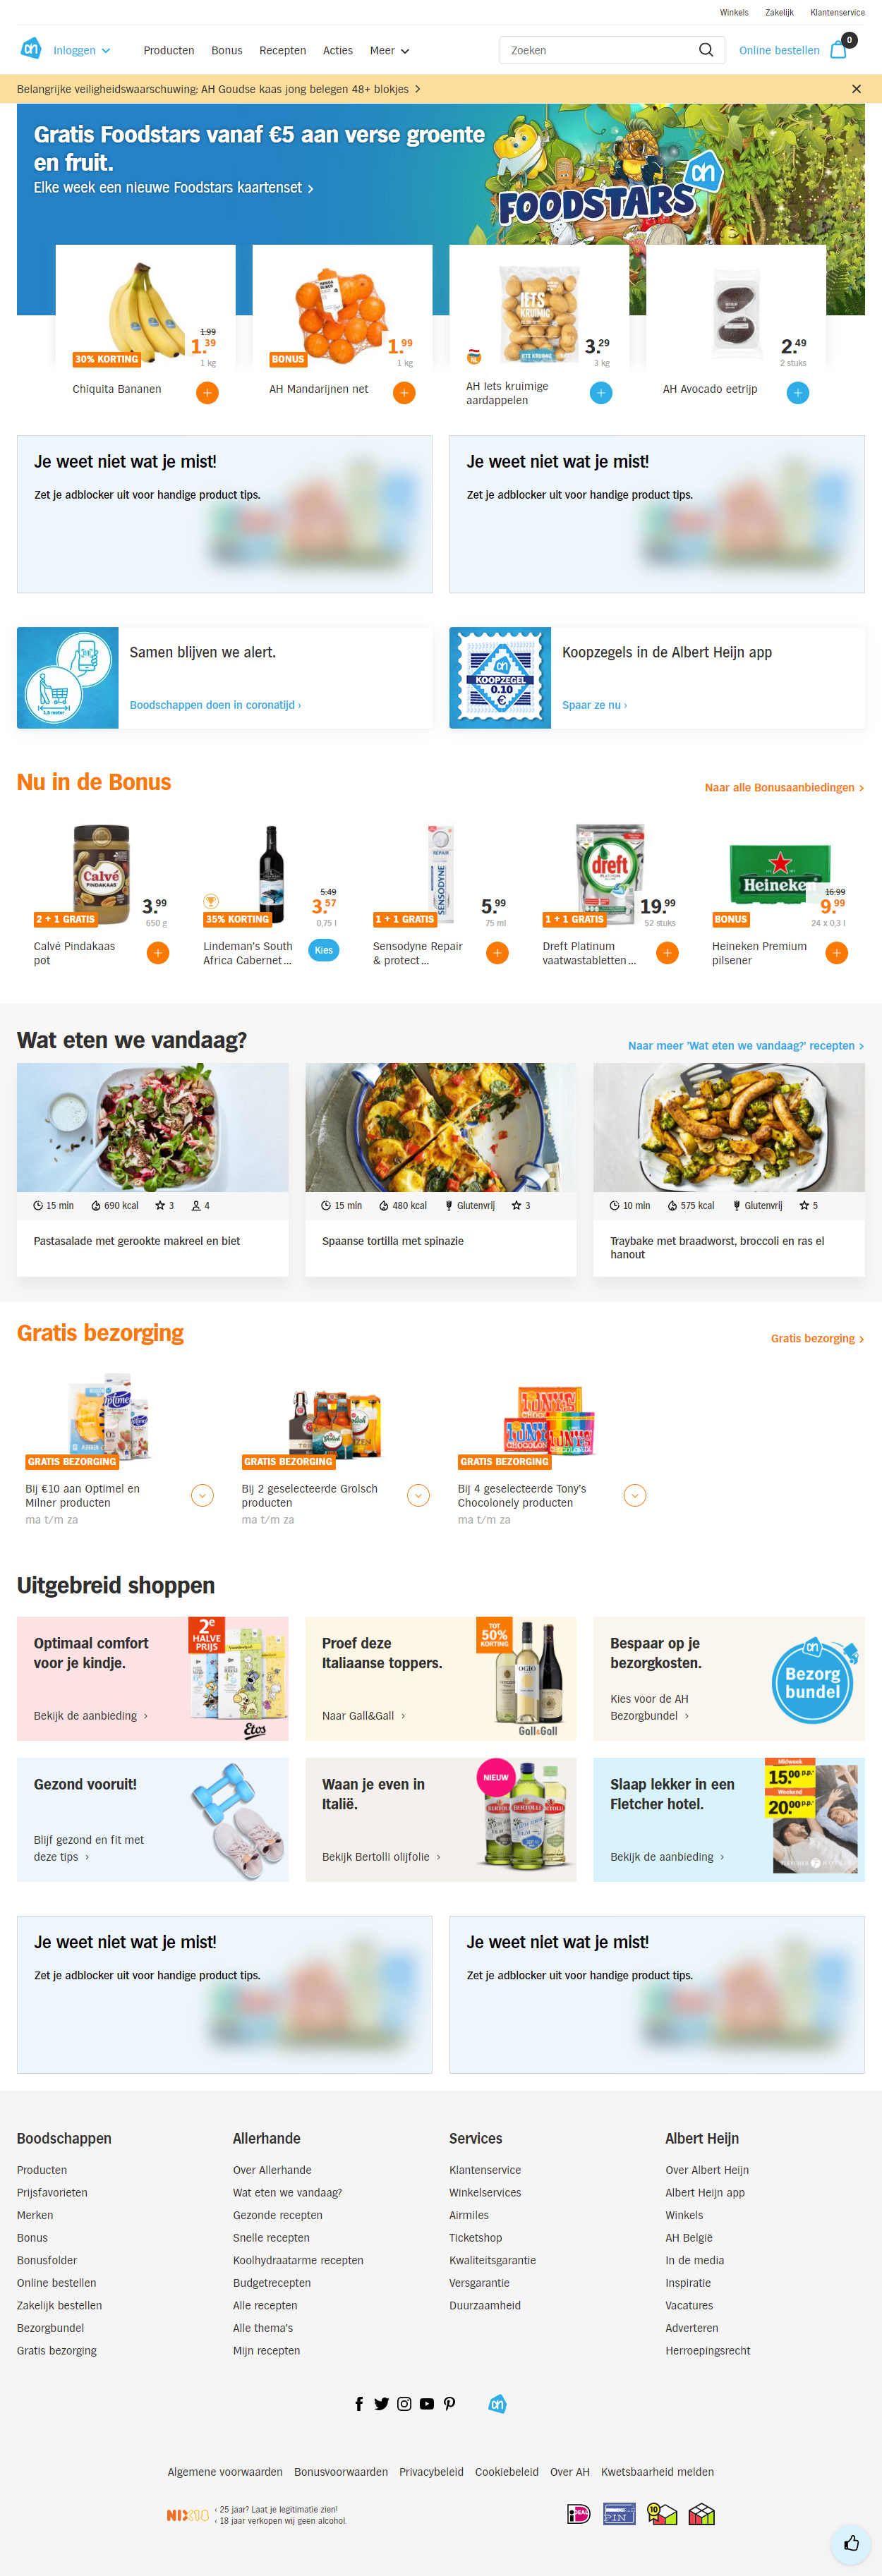 Winkels Zakelijk Klantenservice
Inloggen Producten Bonus Recepten Acties Meer Zoeken Online bestellen 0
Belangrijke veiligheidswaarschuwing: AH Goudse kaas jong belegen 48+ blokjes
Gratis Foodstars vanaf €5 aan verse groente
en fruit.
Elke week een nieuwe Foodstars kaartenset
FOODSTARS
1.99
30% KORTING 1.39
1 kg
Chiquita Bananen
BONUS 1.99
1 kg
AH Mandarijnen net
IETS
KRUIMIG
3.29
3 kg
AH Iets kruimige
aardappelen
2.49
2 stuks
AH Avocado eetrijp
Je weet niet wat je mist!
Zet je adblocker uit voor handige product tips.
Je weet niet wat je mist!
Zet je adblocker uit voor handige product tips.
Samen blijven we alert.
Boodschappen doen in coronatijd ›
KOOPZEGEL
0.10
€
Koopzegels in de Albert Heijn app
Spaar ze nu ›
Nu in de Bonus
Naar alle Bonusaanbiedingen
Calvé
PINDAKAAS
2 + 1 GRATIS 3.99
650 g
Calvé Pindakaas
pot
5.49
35% KORTING 3.57
0,75 l
Lindeman's South
Africa Cabernet...
Kies
REPAIR
SENSODYNE
1 + 1 GRATIS 5.99
75 ml
Sensodyne Repair
& protect...
dreft
1 + 1 GRATIS 19.99
52 stuks
Dreft Platinum
vaatwastabletten...
Heineken
16.99
BONUS 9.99
24 x 0,3 l
Heineken Premium
pilsener
Wat eten we vandaag?
Naar meer 'Wat eten we vandaag?' recepten
15 min 690 kcal 3 4
Pastasalade met gerookte makreel en biet
15 min 480 kcal Glutenvrij 3
Spaanse tortilla met spinazie
10 min 575 kcal Glutenvrij 5
Traybake met braadworst, broccoli en ras el
hanout
Gratis bezorging
Gratis bezorging
GRATIS BEZORGING
Bij €10 aan Optimel en
Milner producten
ma t/m za
GRATIS BEZORGING
Bij 2 geselecteerde Grolsch
producten
ma t/m za
TONY'S
GRATIS BEZORGING
Bij 4 geselecteerde Tony's
Chocolonely producten
ma t/m za
Uitgebreid shoppen
Optimaal comfort
voor je kindje.
Bekijk de aanbieding
2e
HALVE
PRIJS
Etos
Proef deze
Italiaanse toppers.
Naar Gall&Gall
TOT
50%
KORTING
OGIO
Gall&Gall
Bespaar op je
bezorgkosten.
Kies voor de AH
Bezorgbundel
Bezorg
bundel
Gezond vooruit!
Blijf gezond en fit met
deze tips
Waan je even in
Italië.
Bekijk Bertolli olijfolie
NIEUW
BERTOLLI
Slaap lekker in een
Fletcher hotel.
Bekijk de aanbieding
Midweek
15.00 p.p.
Weekend
20.00 p.p.
Je weet niet wat je mist!
Zet je adblocker uit voor handige product tips.
Je weet niet wat je mist!
Zet je adblocker uit voor handige product tips.
Boodschappen
Producten
Prijsfavorieten
Merken
Bonus
Bonusfolder
Online bestellen
Zakelijk bestellen
Bezorgbundel
Gratis bezorging
Allerhande
Over Allerhande
Wat eten we vandaag?
Gezonde recepten
Snelle recepten
Koolhydraatarme recepten
Budgetrecepten
Alle recepten
Alle thema's
Mijn recepten
Services
Klantenservice
Winkelservices
Airmiles
Ticketshop
Kwaliteitsgarantie
Versgarantie
Duurzaamheid
Albert Heijn
Over Albert Heijn
Albert Heijn app
Winkels
AH België
In de media
Inspiratie
Vacatures
Adverteren
Herroepingsrecht
Algemene voorwaarden Bonusvoorwaarden Privacybeleid Cookiebeleid Over AH Kwetsbaarheid melden
NIX18
‹ 25 jaar? Laat je legitimatie zien!
‹ 18 jaar verkopen wij geen alcohol.
iDEAL
PIN
10